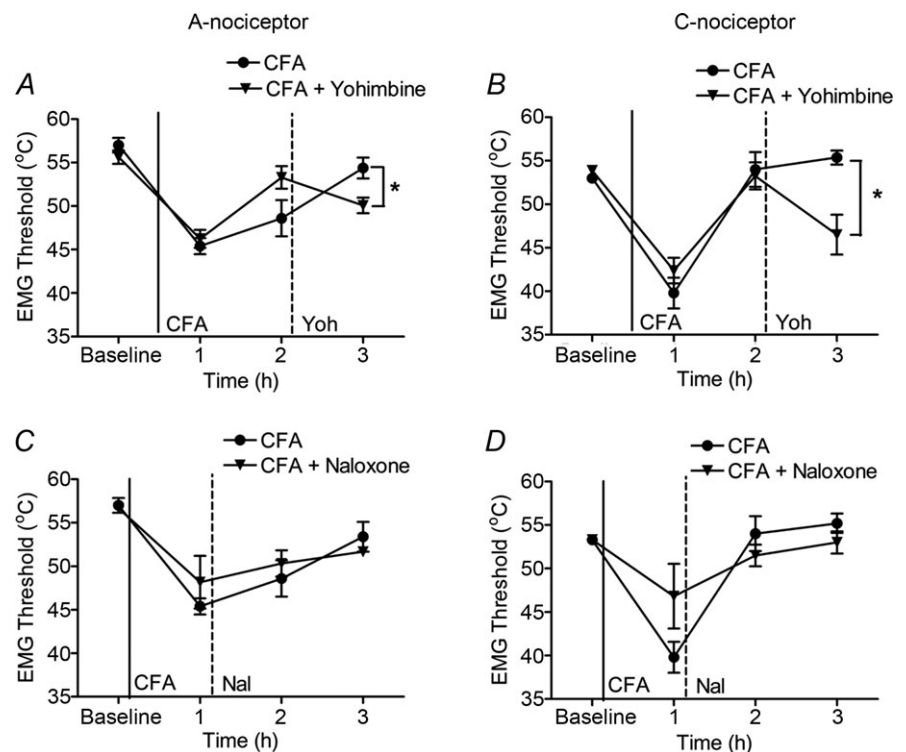 A-nociceptor
C-nociceptor
A
CFA
CFA + Yohimbine
EMG Threshold (°C)
60
55
50
45
40
35
*
CFA
Yoh
Baseline 1 2 3
Time (h)
B
CFA
CFA + Yohimbine
EMG Threshold (°C)
60
55
50
45
40
35
*
CFA
Yoh
Baseline 1 2 3
Time (h)
C
CFA
CFA + Naloxone
EMG Threshold (°C)
60
55
50
45
40
35
CFA
Nal
Baseline 1 2 3
Time (h)
D
CFA
CFA + Naloxone
EMG Threshold (°C)
60
55
50
45
40
35
CFA
Nal
Baseline 1 2 3
Time (h)